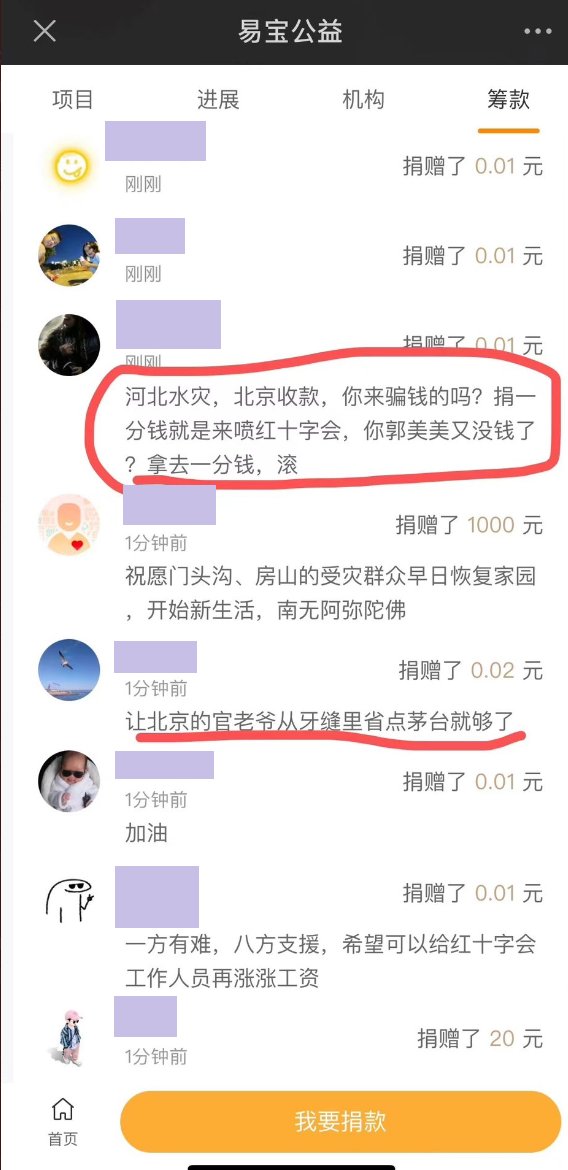 易宝公益
项目 进展 机构 筹款
捐赠了 0.01 元
刚刚
捐赠了 0.01 元
刚刚
捐赠了 0.01 元
刚刚
河北水灾，北京收款，你来骗钱的吗？捐一
分钱就是来喷红十字会，你郭美美又没钱了
？拿去一分钱，滚
捐赠了 1000 元
1分钟前
祝愿门头沟、房山的受灾群众早日恢复家园
，开始新生活，南无阿弥陀佛
捐赠了 0.02 元
1分钟前
让北京的官老爷从牙缝里省点茅台就够了
捐赠了 0.01 元
1分钟前
加油
捐赠了 0.01 元
一方有难，八方支援，希望可以给红十字会
工作人员再涨涨工资
捐赠了 20 元
1分钟前
首页
我要捐款